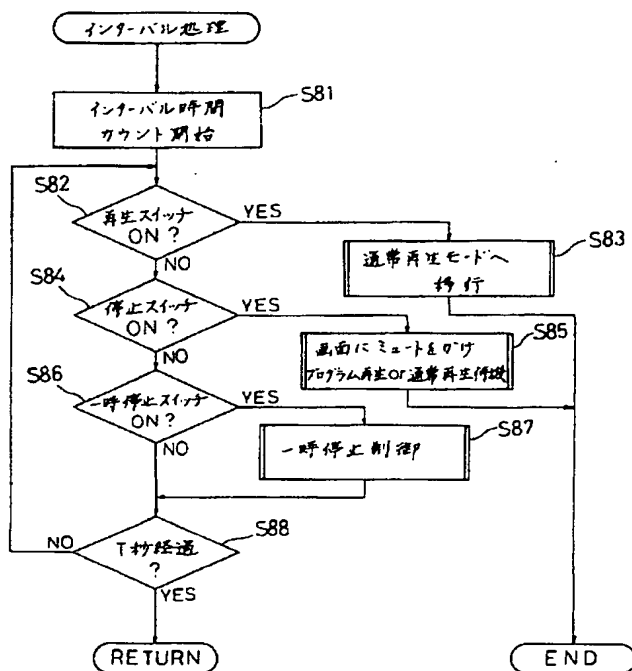 インターバル処理
S81
インターバル時間
カウント開始
S82
再生スイッチ
ON ?
YES
NO
S83
通常再生モードへ
移行
S84
停止スイッチ
ON ?
YES
NO
S85
画面にミュートをかけ
プログラム再生or通常再生待機
S86
一時停止スイッチ
ON ?
YES
NO
S87
一時停止制御
S88
T秒経過
?
NO
YES
RETURN
END